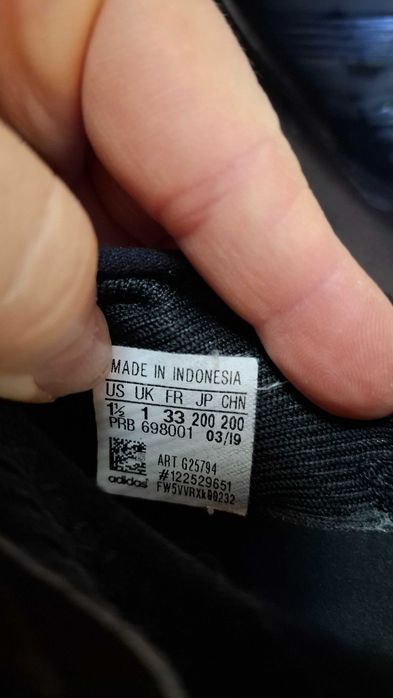 MADE IN INDONESIA
US UK FR JP CHN
1½ 1 33 200 200
PRB 698001 03/19
ART G25794
#122529651
adidas FW5VVRXk00232